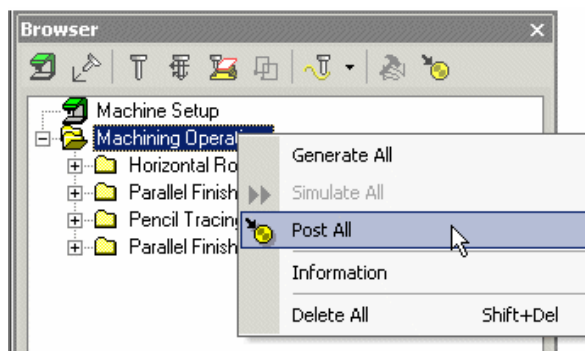 Browser
Machine Setup
Machining Operati
Horizontal Ro
Parallel Finish
Pencil Tracing
Parallel Finish
Generate All
Simulate All
Post All
Information
Delete All Shift+Del